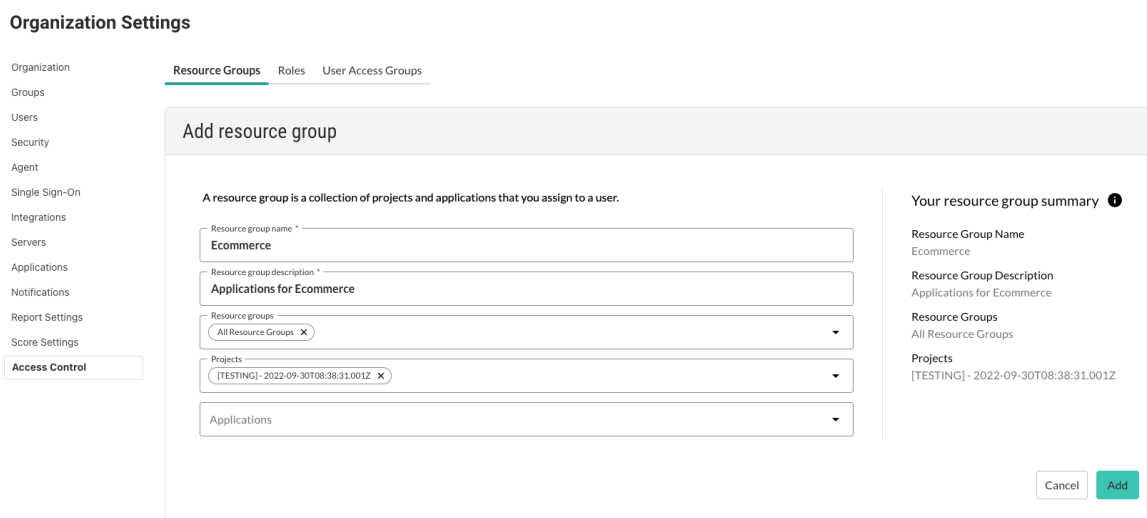 Organization Settings
Organization
Groups
Users
Security
Agent
Single Sign-On
Integrations
Servers
Applications
Notifications
Report Settings
Score Settings
Access Control
Resource Groups Roles User Access Groups
Add resource group
A resource group is a collection of projects and applications that you assign to a user.
Resource group name *
Ecommerce
Resource group description *
Applications for Ecommerce
Resource groups
All Resource Groups X
Projects
[TESTING] - 2022-09-30T08:38:31.001Z X
Applications
Your resource group summary i
Resource Group Name
Ecommerce
Resource Group Description
Applications for Ecommerce
Resource Groups
All Resource Groups
Projects
[TESTING] - 2022-09-30T08:38:31.001Z
Cancel Add